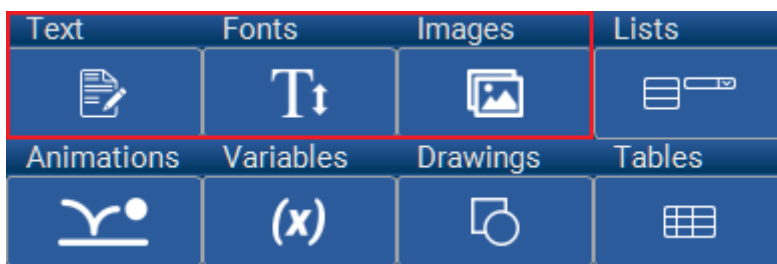 Text Fonts Images Lists
T
Animations Variables Drawings Tables
(x)